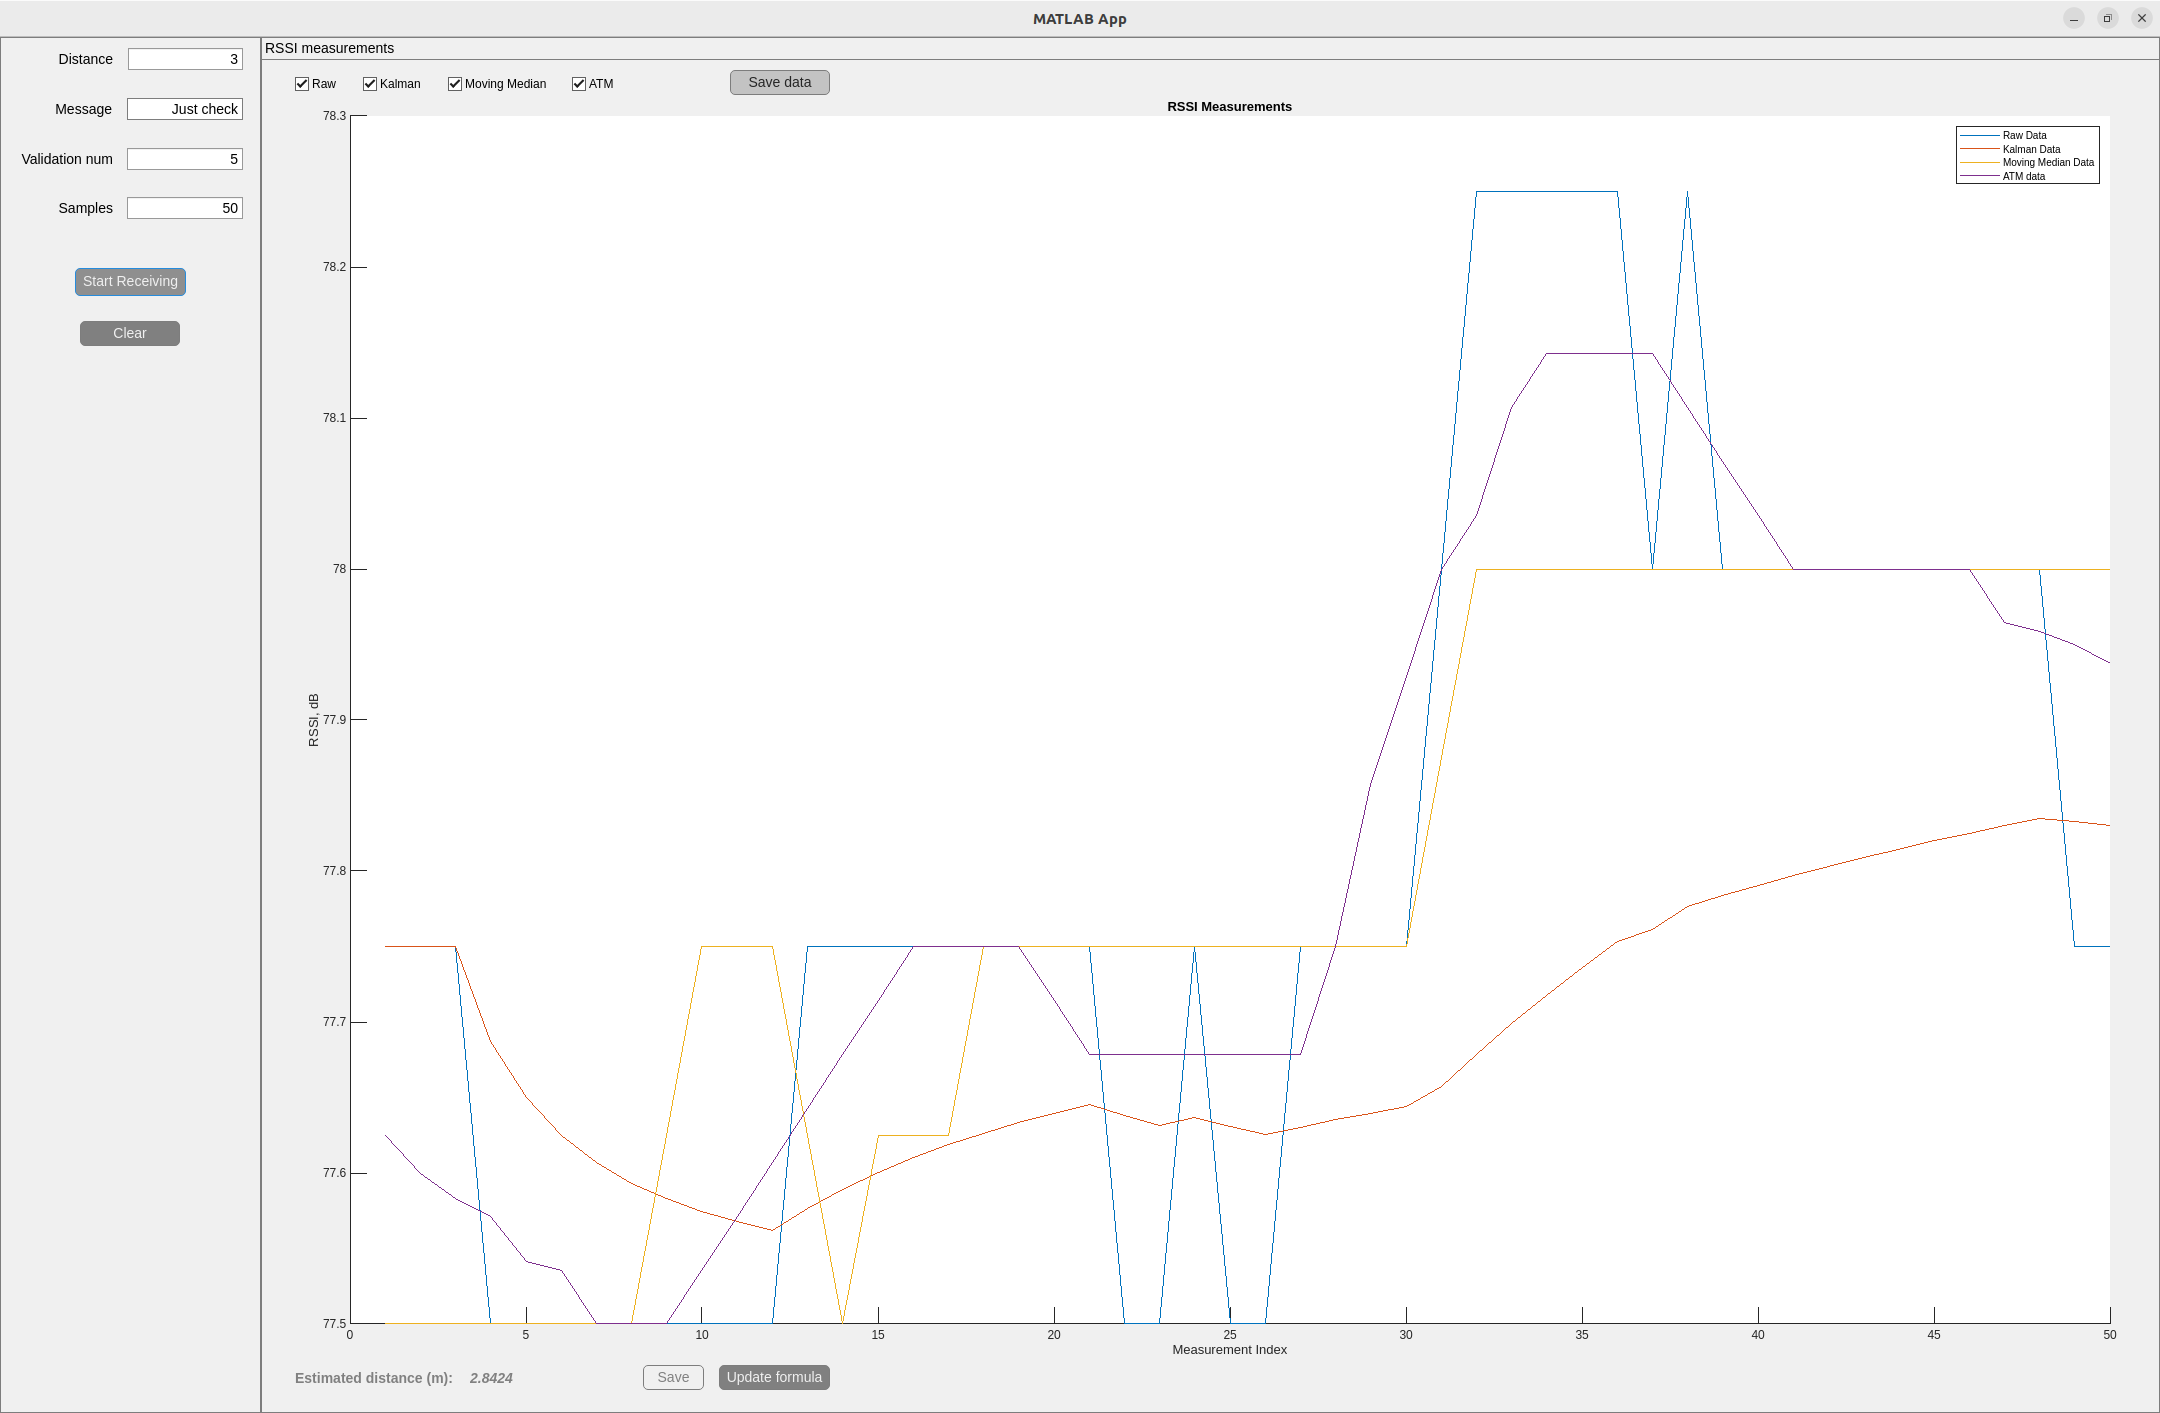 MATLAB App
Distance 3
Message Just check
Validation num 5
Samples 50
Start Receiving
Clear
RSSI measurements
Raw Kalman Moving Median ATM Save data
RSSI Measurements
Raw Data
Kalman Data
Moving Median Data
ATM data
78.3
78.2
78.1
78
77.9
77.8
77.7
77.6
77.5
RSSI, dB
0 5 10 15 20 25 30 35 40 45 50
Measurement Index
Estimated distance (m): 2.8424 Save Update formula